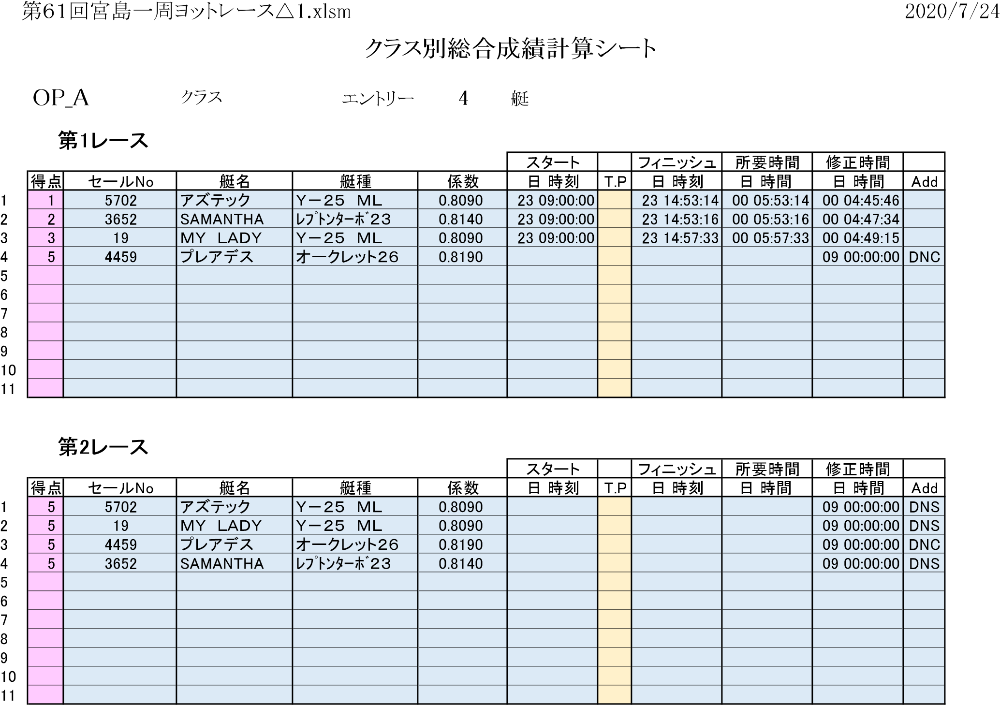 第61回宮島一周ヨットレース△1.xlsm 2020/7/24
クラス別総合成績計算シート
OP_A クラス エントリー 4 艇
第1レース
スタート フィニッシュ 所要時間 修正時間
得点 セールNo 艇名 艇種 係数 日 時刻 T.P 日 時刻 日 時間 日 時間 Add
1 1 5702 アズテック Y－25 ML 0.8090 23 09:00:00 23 14:53:14 00 05:53:14 00 04:45:46
2 2 3652 SAMANTHA ﾚﾌﾟﾄﾝﾀｰﾎﾞ23 0.8140 23 09:00:00 23 14:53:16 00 05:53:16 00 04:47:34
3 3 19 MY LADY Y－25 ML 0.8090 23 09:00:00 23 14:57:33 00 05:57:33 00 04:49:15
4 5 4459 プレアデス オークレット26 0.8190 09 00:00:00 DNC
5
6
7
8
9
10
11
第2レース
スタート フィニッシュ 所要時間 修正時間
得点 セールNo 艇名 艇種 係数 日 時刻 T.P 日 時刻 日 時間 日 時間 Add
1 5 5702 アズテック Y－25 ML 0.8090 09 00:00:00 DNS
2 5 19 MY LADY Y－25 ML 0.8090 09 00:00:00 DNS
3 5 4459 プレアデス オークレット26 0.8190 09 00:00:00 DNC
4 5 3652 SAMANTHA ﾚﾌﾟﾄﾝﾀｰﾎﾞ23 0.8140 09 00:00:00 DNS
5
6
7
8
9
10
11